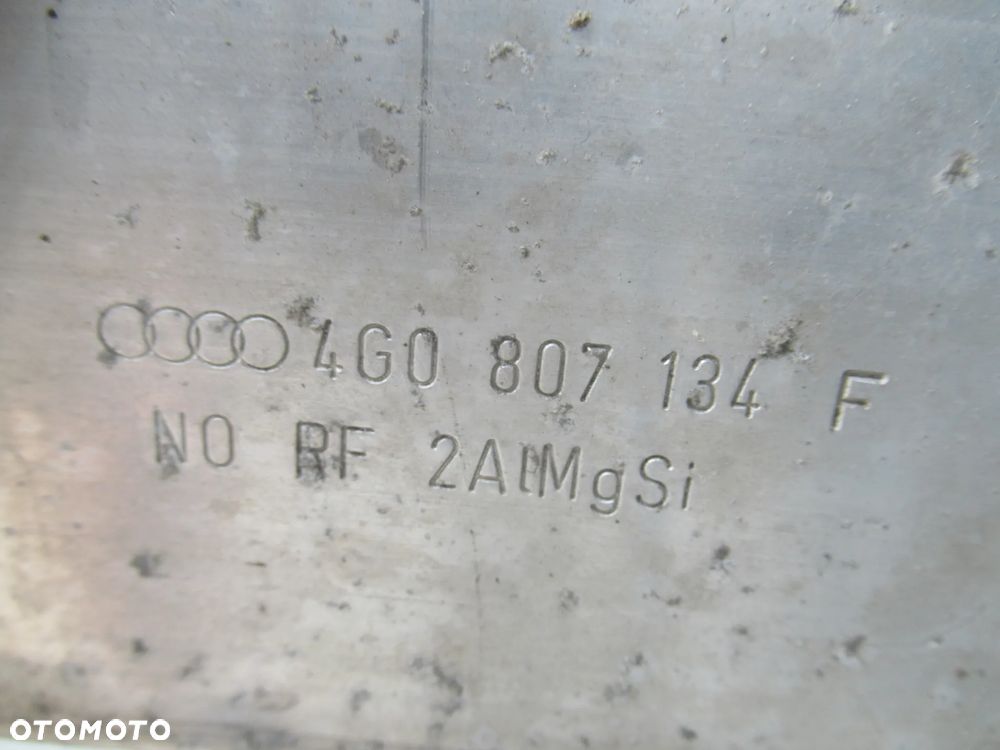 4G0 807 134 F
NO RF 2AlMgSi
OTOMOTO